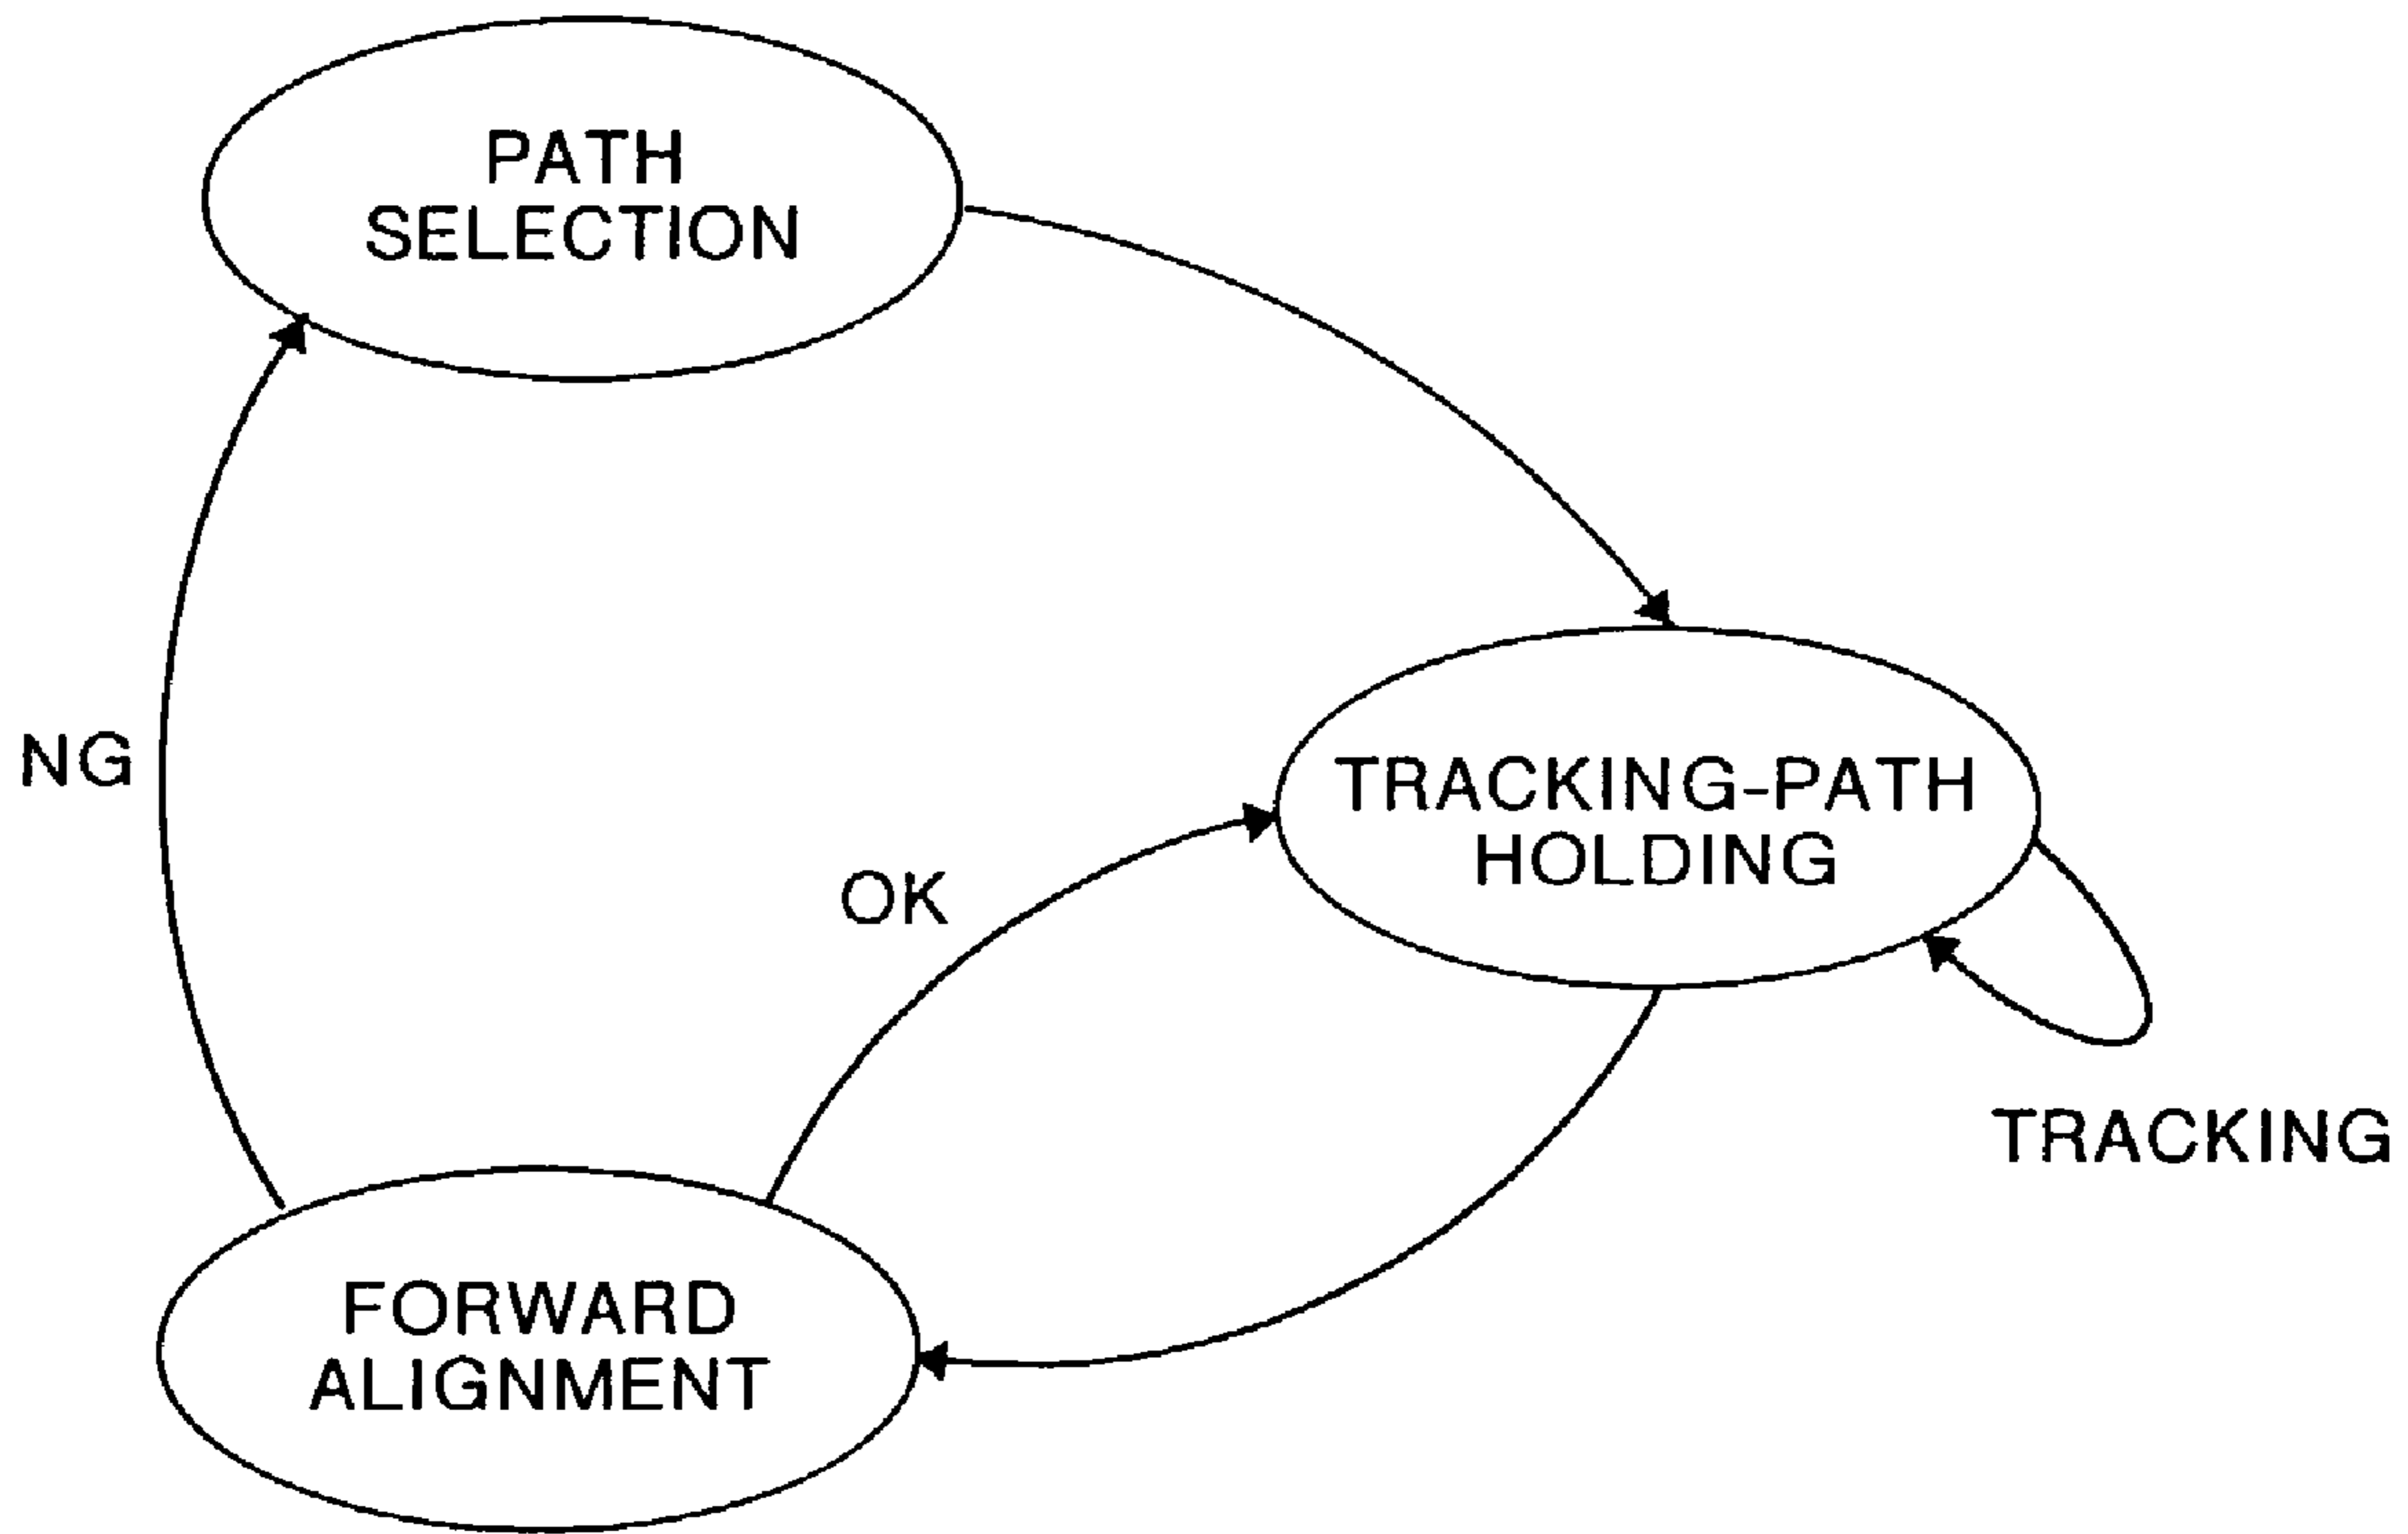 PATH
SELECTION
NG
TRACKING-PATH
HOLDING
OK
TRACKING
FORWARD
ALIGNMENT